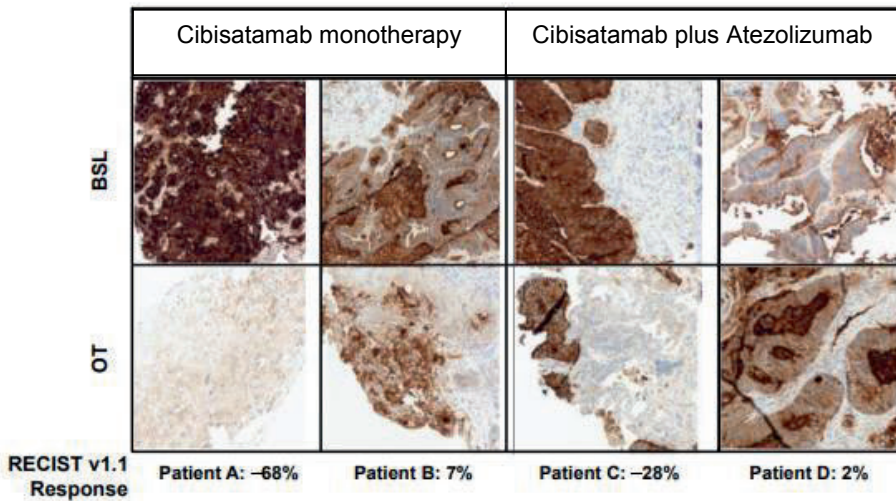 Cibisatamab monotherapy
Cibisatamab plus Atezolizumab
BSL
OT
RECIST v1.1
Response
Patient A: –68%
Patient B: 7%
Patient C: –28%
Patient D: 2%